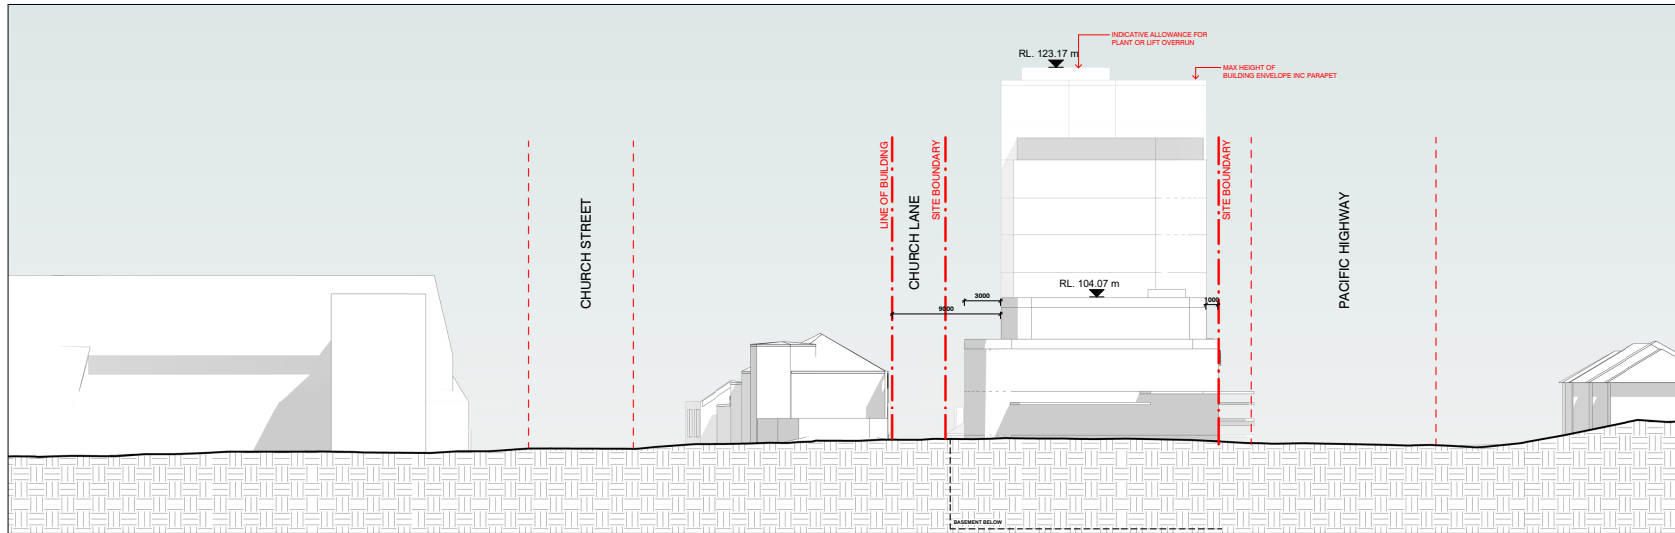 INDICATIVE ALLOWANCE FOR
PLANT OR LIFT OVERRUN
RL. 123.17 m
MAX HEIGHT OF
BUILDING ENVELOPE INC PARAPET
CHURCH STREET
LINE OF BUILDING
CHURCH LANE
SITE BOUNDARY
SITE BOUNDARY
PACIFIC HIGHWAY
RL. 104.07 m
3000
1000
9000
BASEMENT BELOW